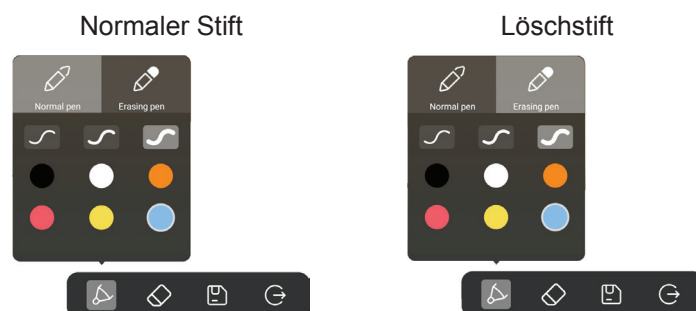 Normaler Stift
Löschstift
Normal pen
Erasing pen
Normal pen
Erasing pen